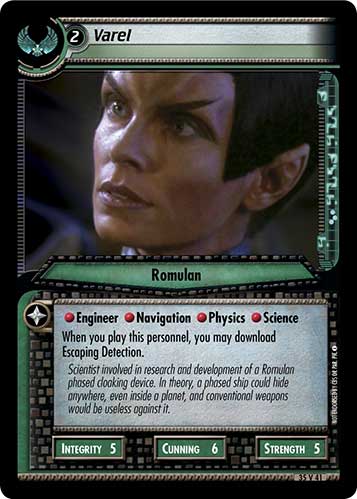 2 Varel
Romulan
Engineer Navigation Physics Science
When you play this personnel, you may download
Escaping Detection.
Scientist involved in research and development of a Romulan
phased cloaking device. In theory, a phased ship could hide
anywhere, even inside a planet, and conventional weapons
would be useless against it.
INTEGRITY 5 CUNNING 6 STRENGTH 5
35 V 41